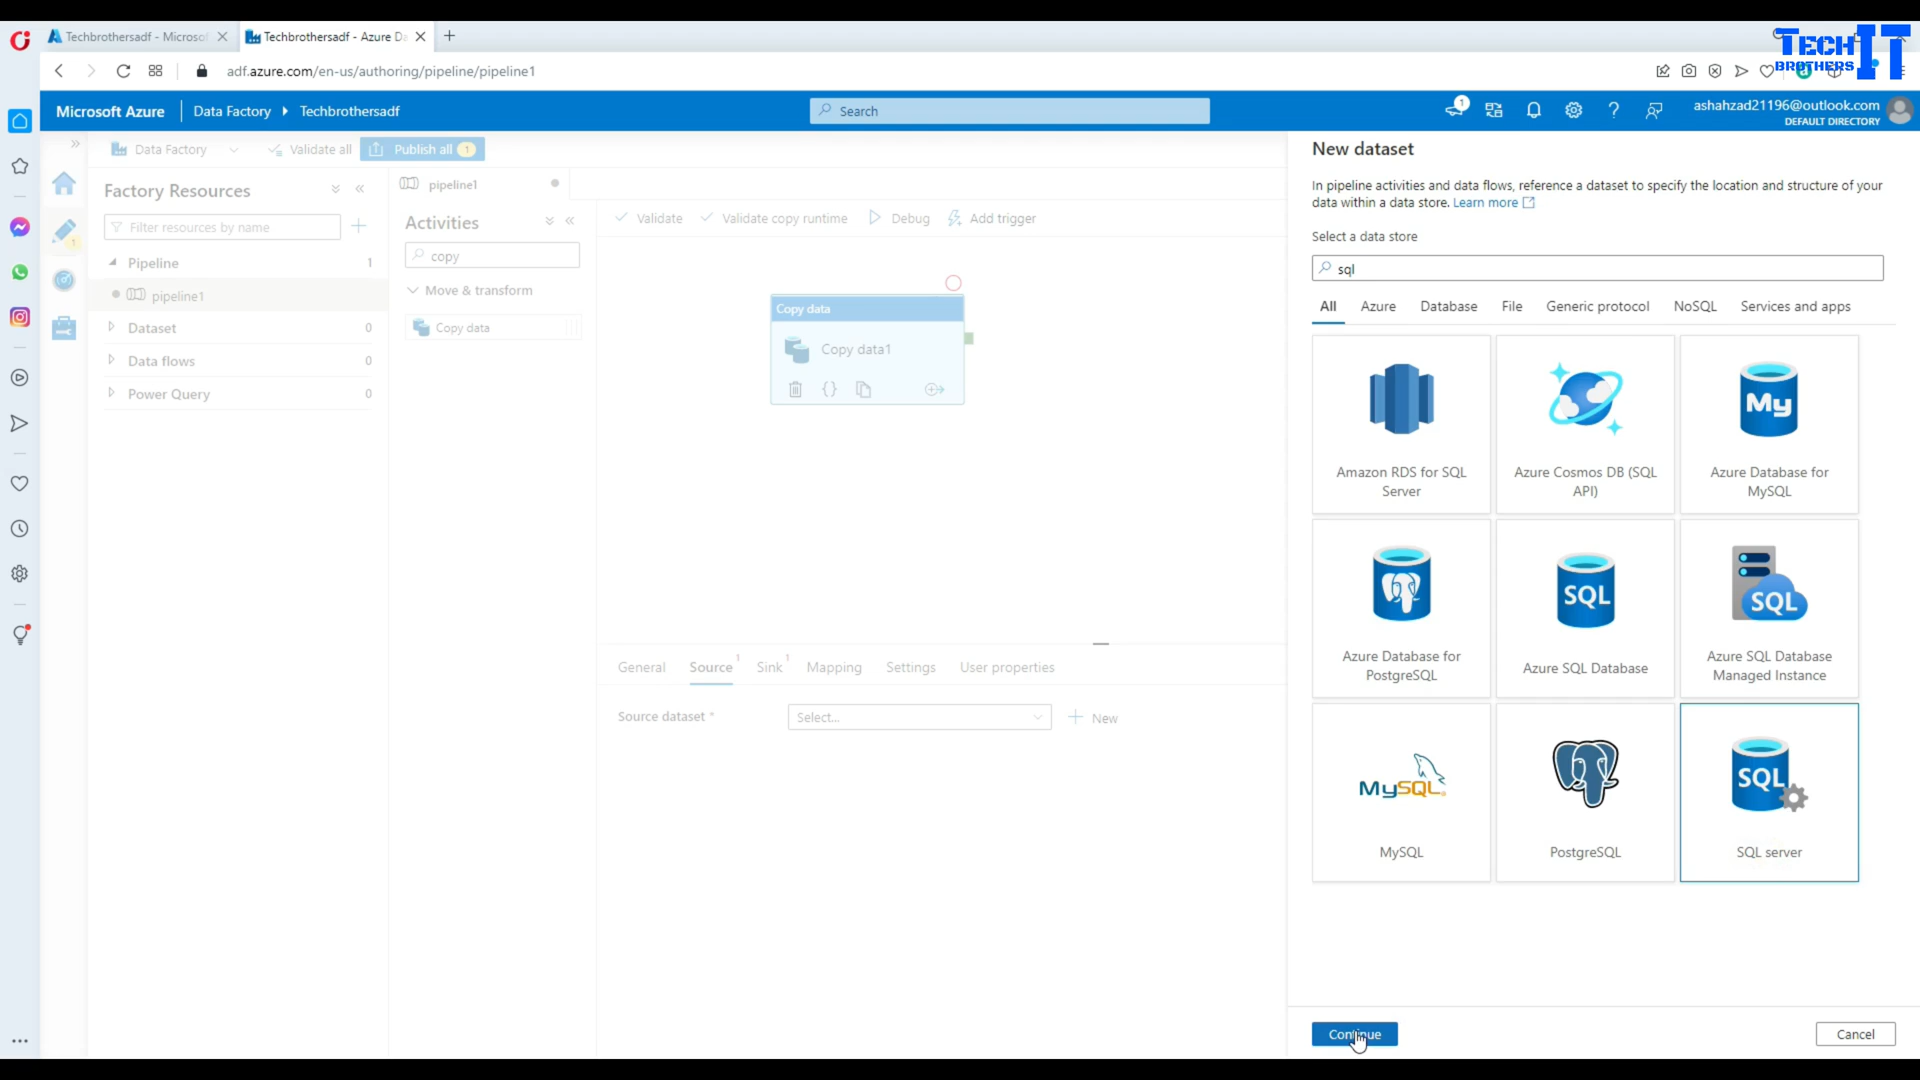 Techbrothersadf - Microsof
Techbrothersadf - Azure Da
TECH IT
BROTHERS
adf.azure.com/en-us/authoring/pipeline/pipeline1
Microsoft Azure
Data Factory
Techbrothersadf
Search
1
ashahzad21196@outlook.com
DEFAULT DIRECTORY
Data Factory
Validate all
Publish all
1
Factory Resources
Filter resources by name
Pipeline
1
pipeline1
Dataset
0
Data flows
0
Power Query
0
1
pipeline1
Activities
copy
Move & transform
Copy data
Validate
Validate copy runtime
Debug
Add trigger
Copy data
Copy data1
{}
General
Source
1
Sink
1
Mapping
Settings
User properties
Source dataset *
Select...
New
New dataset
In pipeline activities and data flows, reference a dataset to specify the location and structure of your
data within a data store. Learn more
Select a data store
sql
All
Azure
Database
File
Generic protocol
NoSQL
Services and apps
Amazon RDS for SQL
Server
Azure Cosmos DB (SQL
API)
My
Azure Database for
MySQL
Azure Database for
PostgreSQL
SQL
Azure SQL Database
SQL
Azure SQL Database
Managed Instance
MySQL
MySQL
PostgreSQL
SQL
SQL server
Continue
Cancel